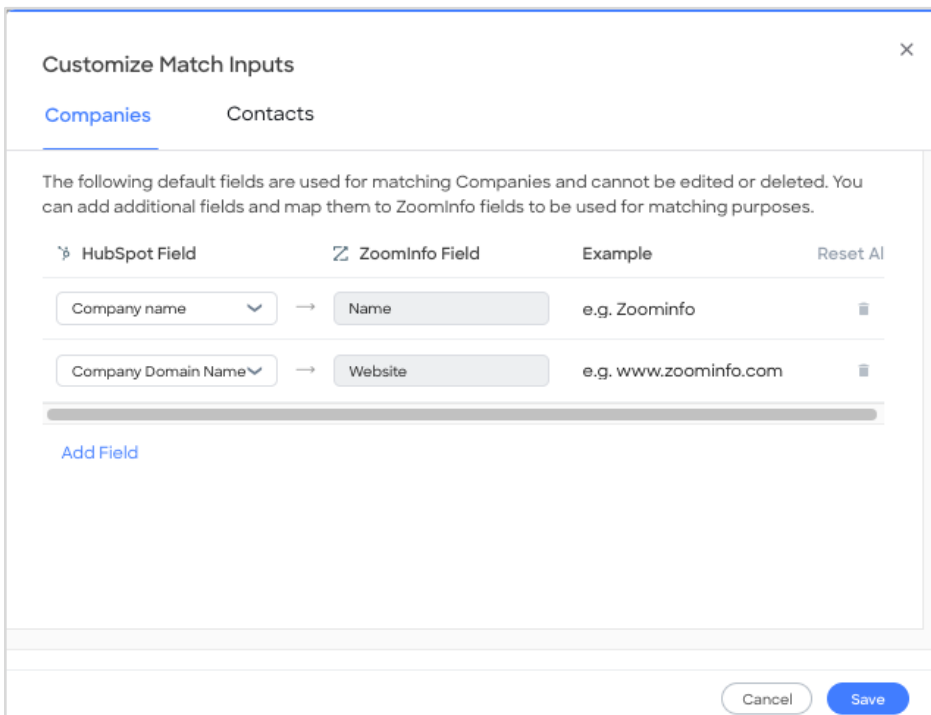 Customize Match Inputs
Companies Contacts
The following default fields are used for matching Companies and cannot be edited or deleted. You
can add additional fields and map them to ZoomInfo fields to be used for matching purposes.
HubSpot Field ZoomInfo Field Example Reset Al
Company name → Name e.g. Zoominfo
Company Domain Name → Website e.g. www.zoominfo.com
Add Field
Cancel Save